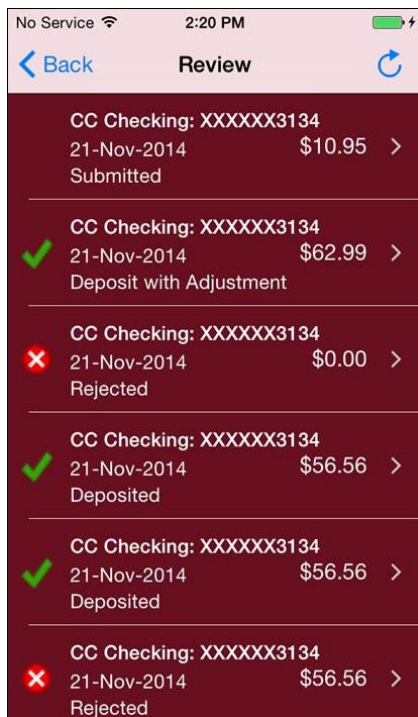 No Service 2:20 PM
Back Review
CC Checking: XXXXXX3134
21-Nov-2014 $10.95
Submitted
CC Checking: XXXXXX3134
21-Nov-2014 $62.99
Deposit with Adjustment
CC Checking: XXXXXX3134
21-Nov-2014 $0.00
Rejected
CC Checking: XXXXXX3134
21-Nov-2014 $56.56
Deposited
CC Checking: XXXXXX3134
21-Nov-2014 $56.56
Deposited
CC Checking: XXXXXX3134
21-Nov-2014 $56.56
Rejected